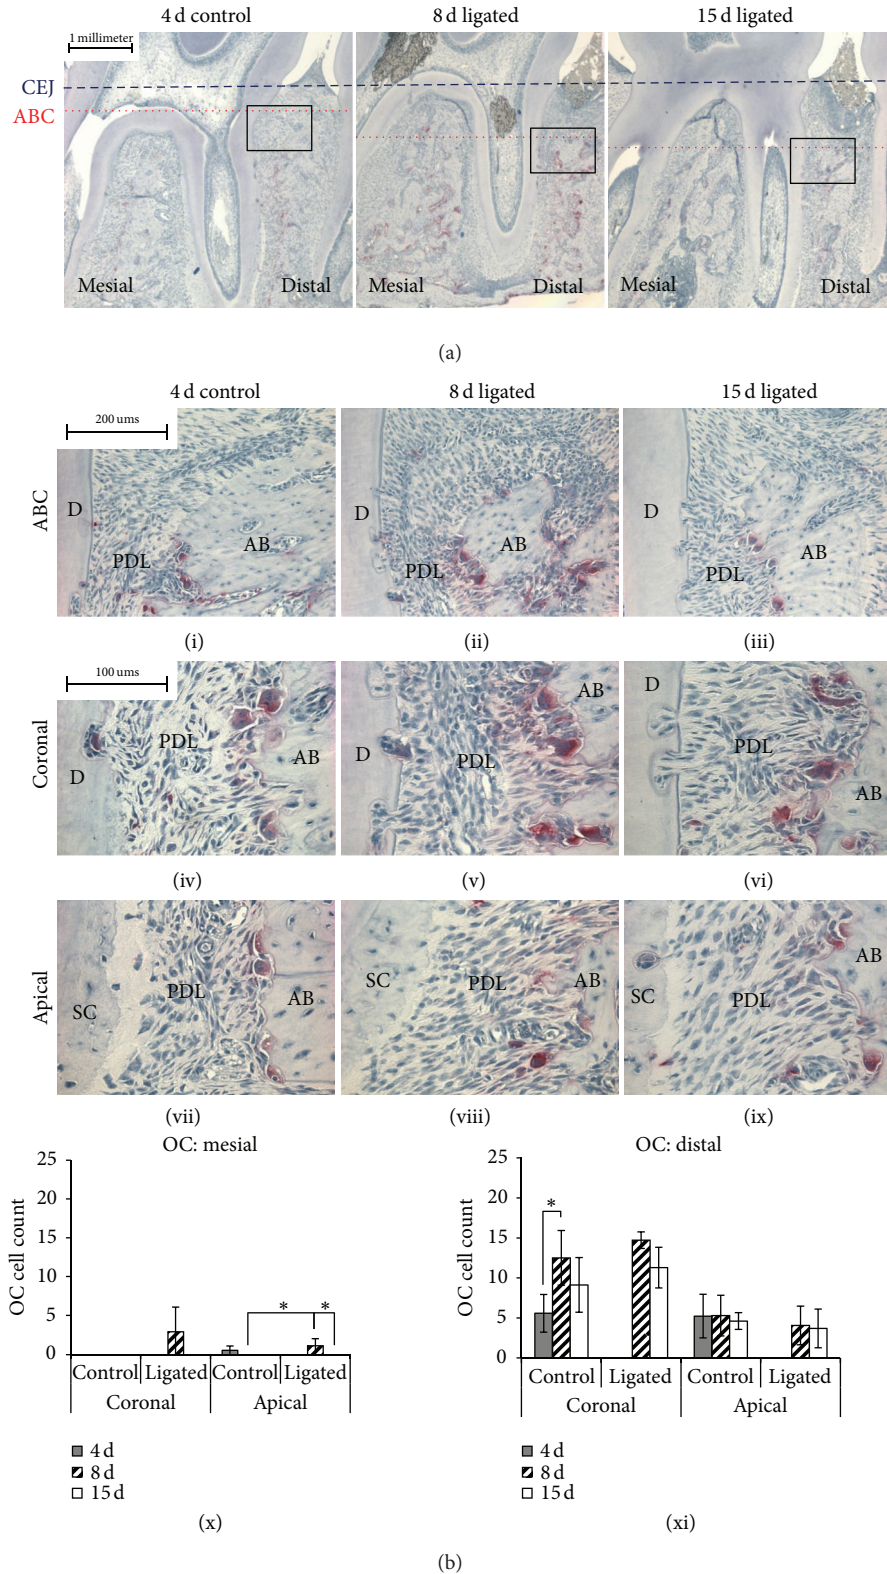 4 d control 8 d ligated 15 d ligated
1 millimeter
CEJ
ABC
Mesial Distal Mesial Distal Mesial Distal
(a)
4 d control 8 d ligated 15 d ligated
200 ums
ABC
D PDL AB D PDL AB D PDL AB
(i) (ii) (iii)
100 ums
Coronal
D PDL AB D PDL AB D PDL AB
(iv) (v) (vi)
Apical
SC PDL AB SC PDL AB SC PDL AB
(vii) (viii) (ix)
OC: mesial
OC cell count
25
20
15
10
5
0
* *
Control Ligated Control Ligated
Coronal Apical
4 d
8 d
15 d
(x)
OC: distal
OC cell count
25
20
15
10
5
0
*
Control Ligated Control Ligated
Coronal Apical
4 d
8 d
15 d
(xi)
(b)